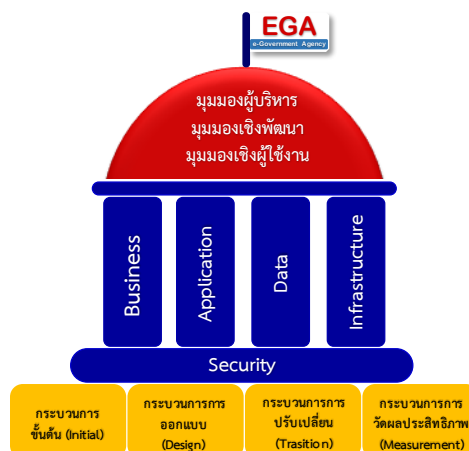 EGA
e-Government Agency
มุมมองผู้บริหาร
มุมมองเชิงพัฒนา
มุมมองเชิงผู้ใช้งาน
Business
Application
Data
Infrastructure
Security
กระบวนการ
ขั้นต้น (Initial)
กระบวนการการ
ออกแบบ
(Design)
กระบวนการการ
ปรับเปลี่ยน
(Trasition)
กระบวนการการ
วัดผลประสิทธิภาพ
(Measurement)